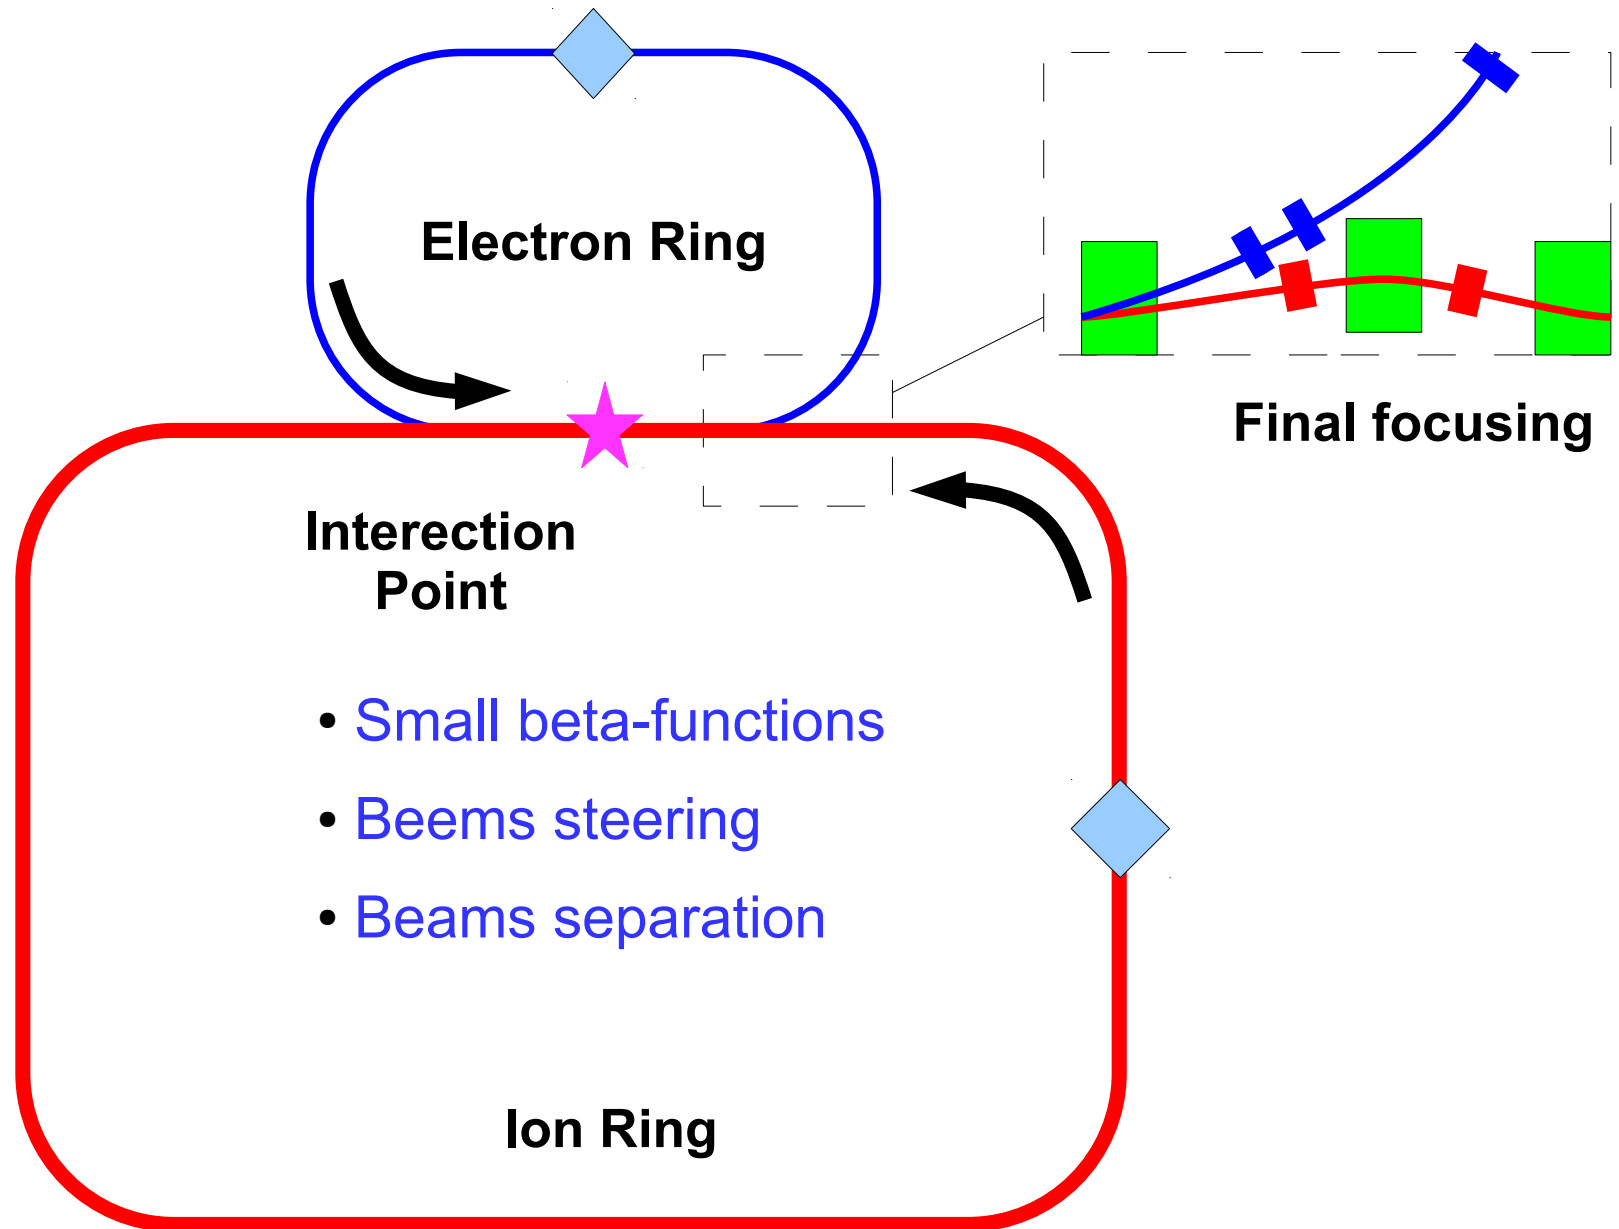 Electron Ring
Final focusing
Interection
Point
• Small beta-functions
• Beems steering
• Beams separation
Ion Ring